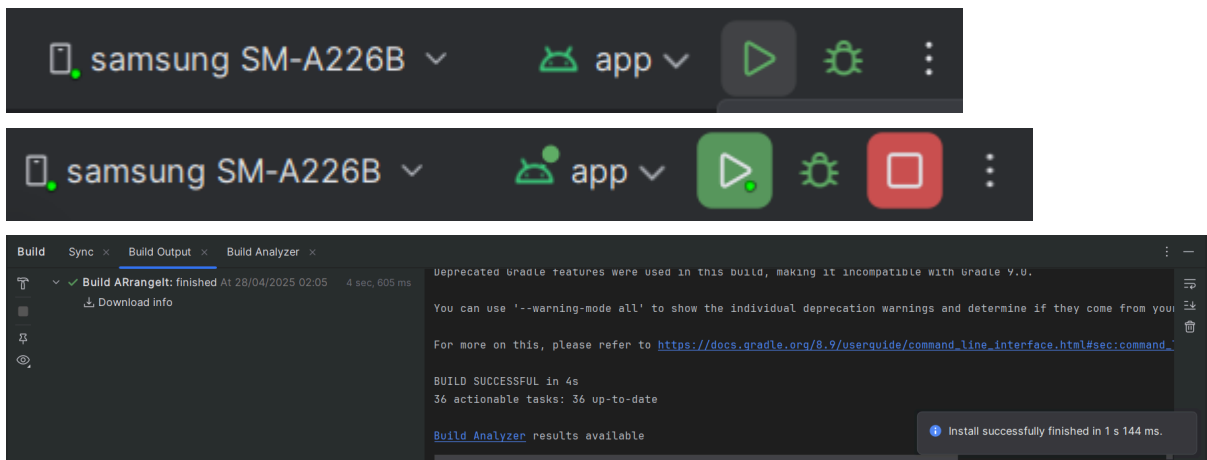 samsung SM-A226B app
samsung SM-A226B app
Build Sync Build Output Build Analyzer
Build ARrangeIt: finished At 28/04/2025 02:05 4 sec, 605 ms
Download info
Deprecated Gradle features were used in this build, making it incompatible with Gradle 9.0.
You can use '--warning-mode all' to show the individual deprecation warnings and determine if they come from your
For more on this, please refer to https://docs.gradle.org/8.9/userguide/command_line_interface.html#sec:command_
BUILD SUCCESSFUL in 4s
36 actionable tasks: 36 up-to-date
Build Analyzer results available
Install successfully finished in 1 s 144 ms.